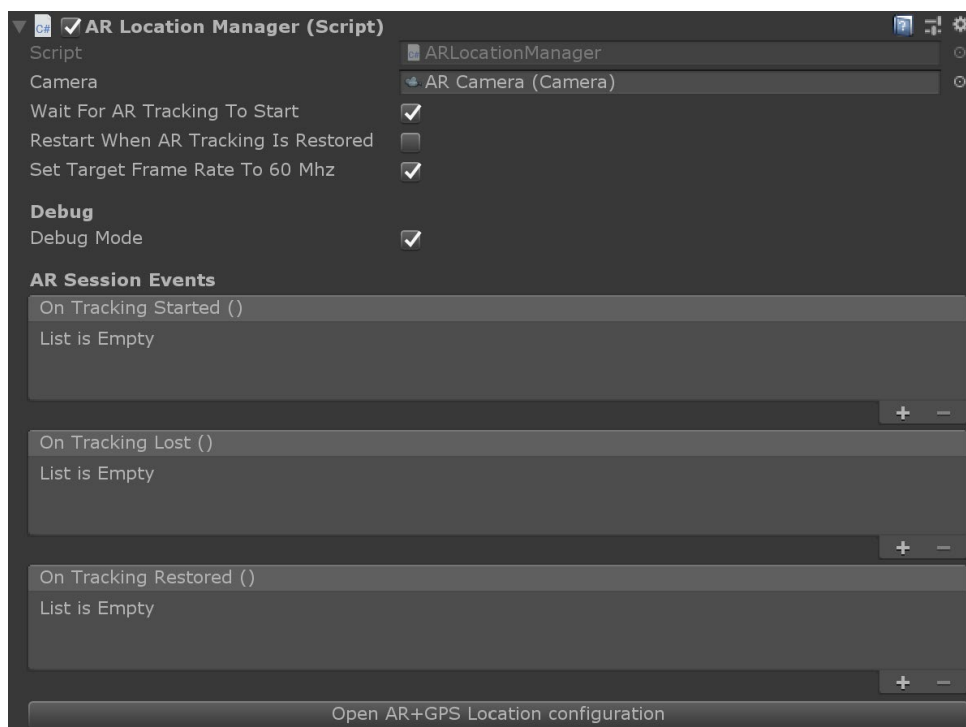 C# AR Location Manager (Script)
Script C# ARLocationManager
Camera AR Camera (Camera)
Wait For AR Tracking To Start
Restart When AR Tracking Is Restored
Set Target Frame Rate To 60 Mhz
Debug
Debug Mode
AR Session Events
On Tracking Started ()
List is Empty
+ −
On Tracking Lost ()
List is Empty
+ −
On Tracking Restored ()
List is Empty
+ −
Open AR+GPS Location configuration